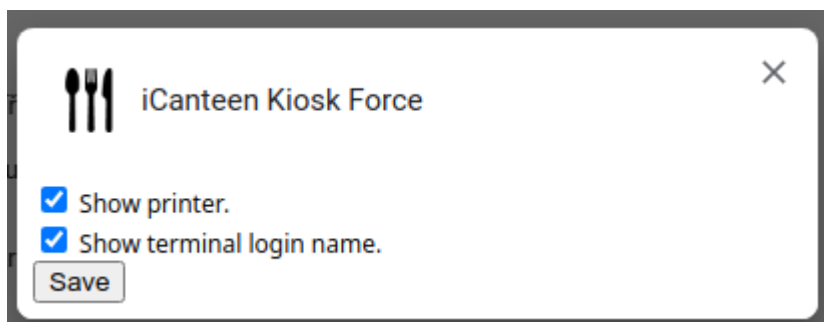 iCanteen Kiosk Force
Show printer.
Show terminal login name.
Save